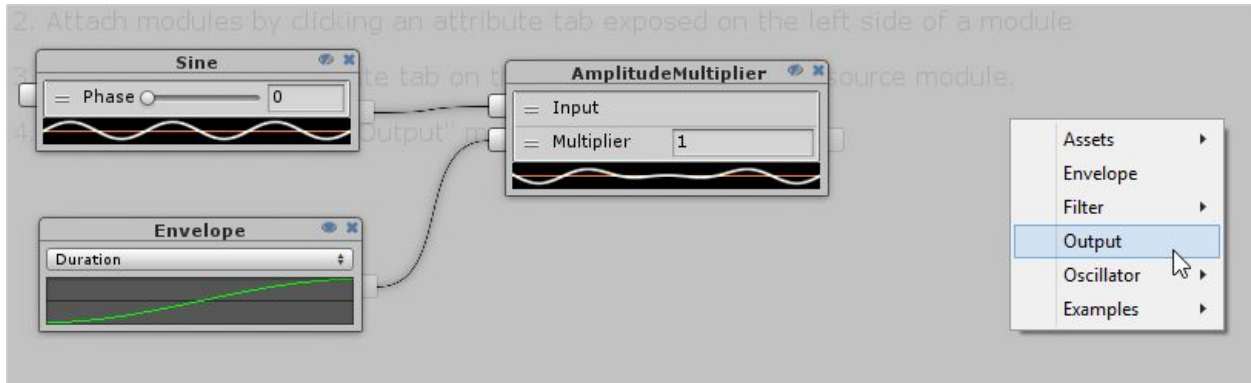 2. Attach modules by clicking an attribute tab exposed on the left side of a module
Sine
te tab on t
source module.
Phase 0
4.
Output" m
AmplitudeMultiplier
Input
Multiplier 1
Envelope
Duration
Assets
Envelope
Filter
Output
Oscillator
Examples